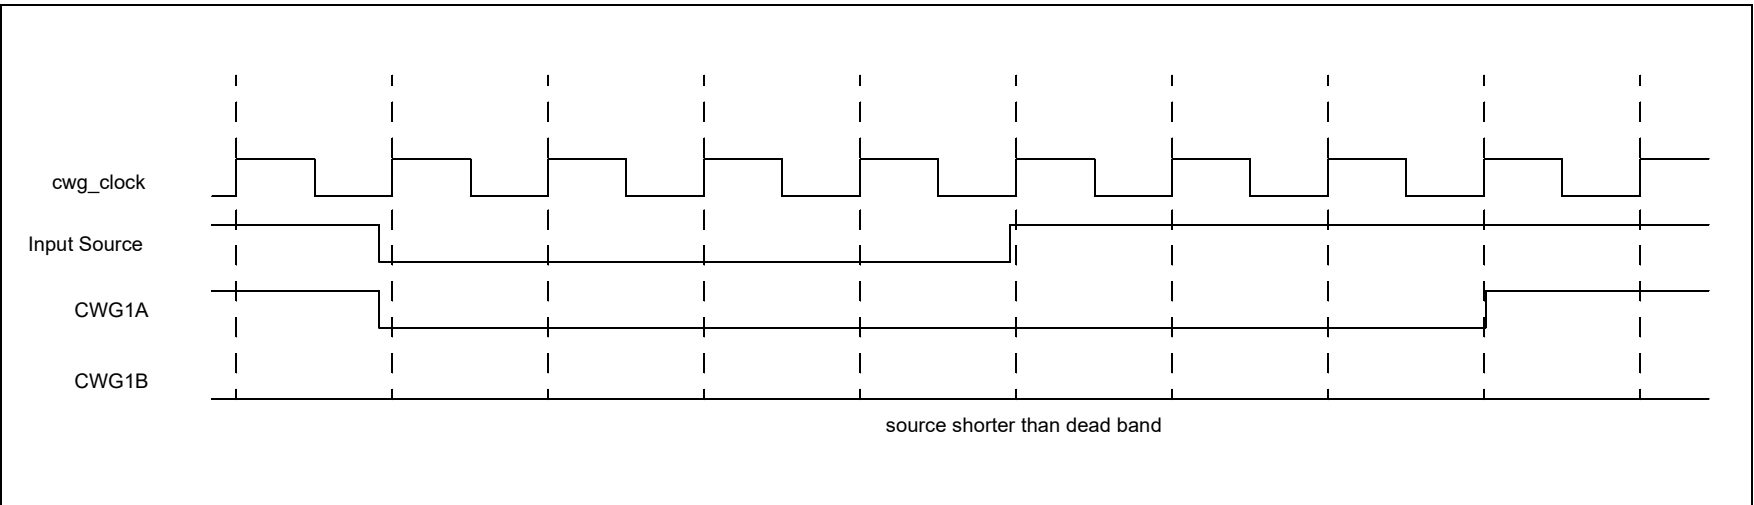 cwg_clock
Input Source
CWG1A
CWG1B
source shorter than dead band